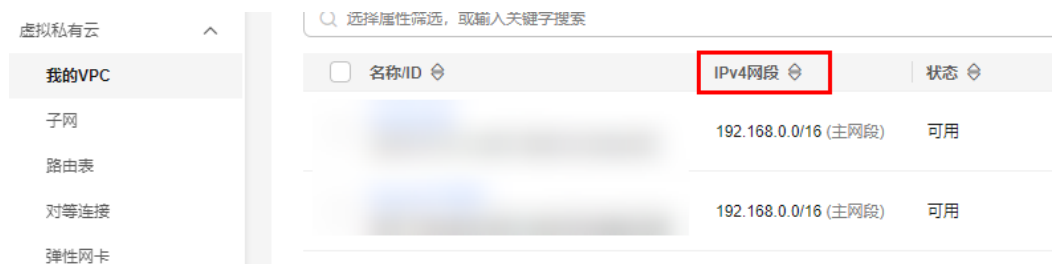 虚拟私有云
我的VPC
子网
路由表
对等连接
弹性网卡
选择属性筛选，或输入关键字搜索
名称/ID IPv4网段 状态
192.168.0.0/16 (主网段) 可用
192.168.0.0/16 (主网段) 可用